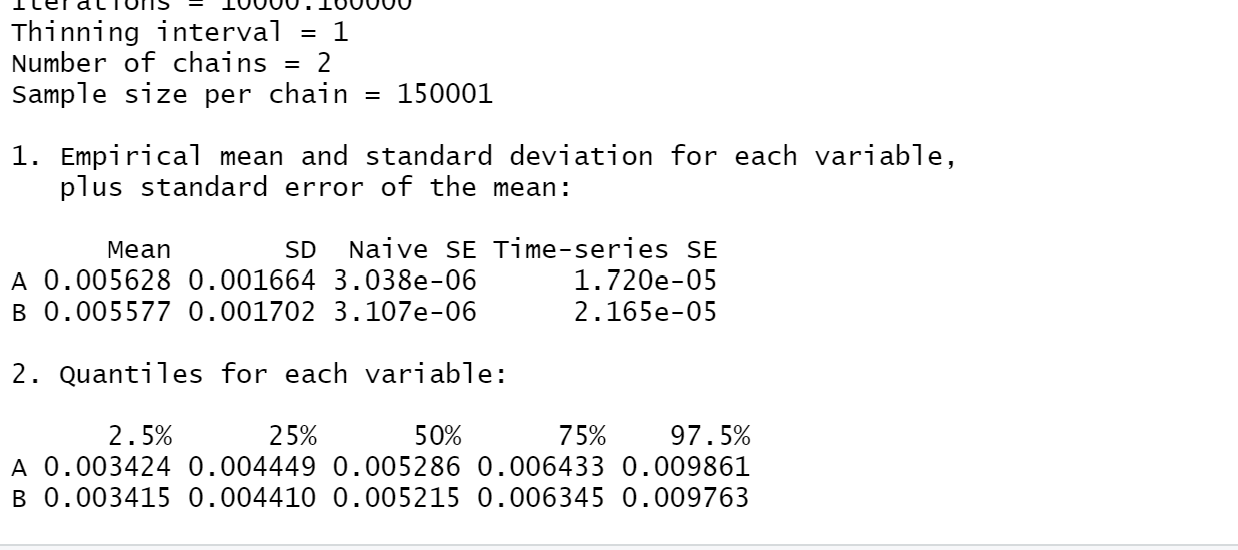 Iterations = 10000:160000
Thinning interval = 1
Number of chains = 2
Sample size per chain = 150001
1. Empirical mean and standard deviation for each variable,
plus standard error of the mean:
Mean SD Naive SE Time-series SE
A 0.005628 0.001664 3.038e-06 1.720e-05
B 0.005577 0.001702 3.107e-06 2.165e-05
2. Quantiles for each variable:
2.5% 25% 50% 75% 97.5%
A 0.003424 0.004449 0.005286 0.006433 0.009861
B 0.003415 0.004410 0.005215 0.006345 0.009763